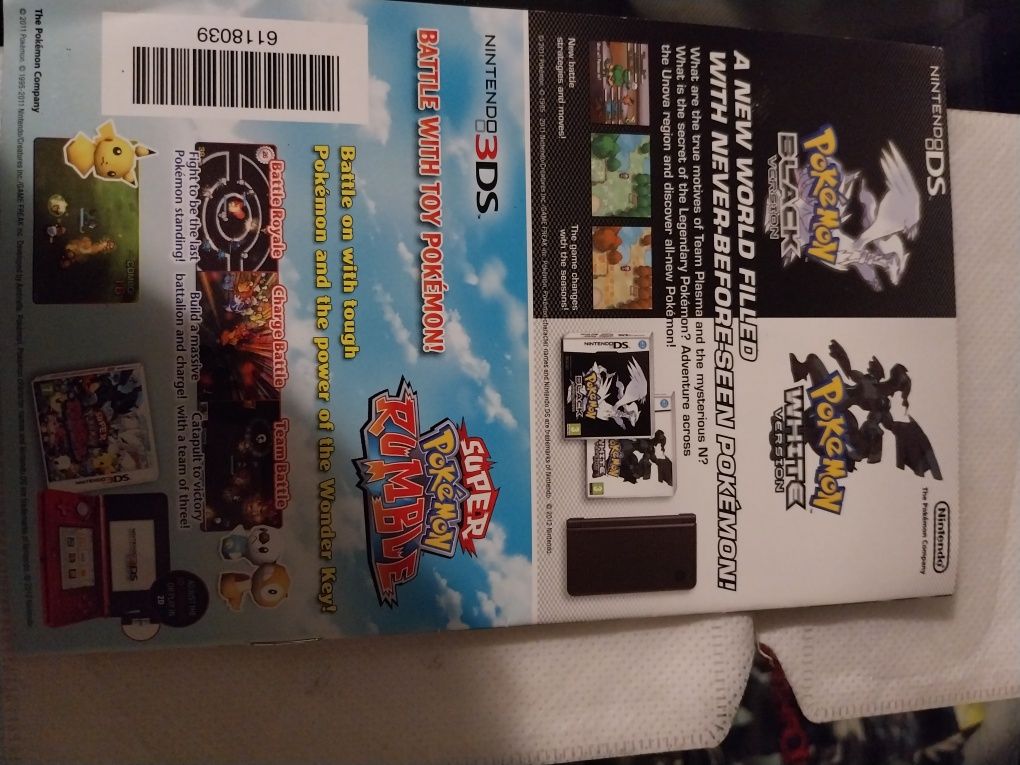 NINTENDO DS
POKéMON
BLACK
VERSION
POKéMON
WHITE
VERSION
Nintendo
The Pokémon Company
A NEW WORLD FILLED
WITH NEVER-BEFORE-SEEN POKÉMON!
What are the true motives of Team Plasma and the mysterious N?
What is the secret of the Legendary Pokémon? Adventure across
the Unova region and discover all-new Pokémon!
New battle
strategies and moves!
The game changes
with the seasons!
NINTENDO DS
POKéMON
BLACK
NINTENDO 3DS
BATTLE WITH TOY POKÉMON!
SUPER
POKéMON
RUMBLE
Battle on with tough
Pokémon and the power of the Wonder Key!
Battle Royale
Charge Battle
Team Battle
Fight to be the last
Pokémon standing!
Build a massive
battalion and charge!
Catapult to victory
with a team of three!
6118039
The Pokémon Company